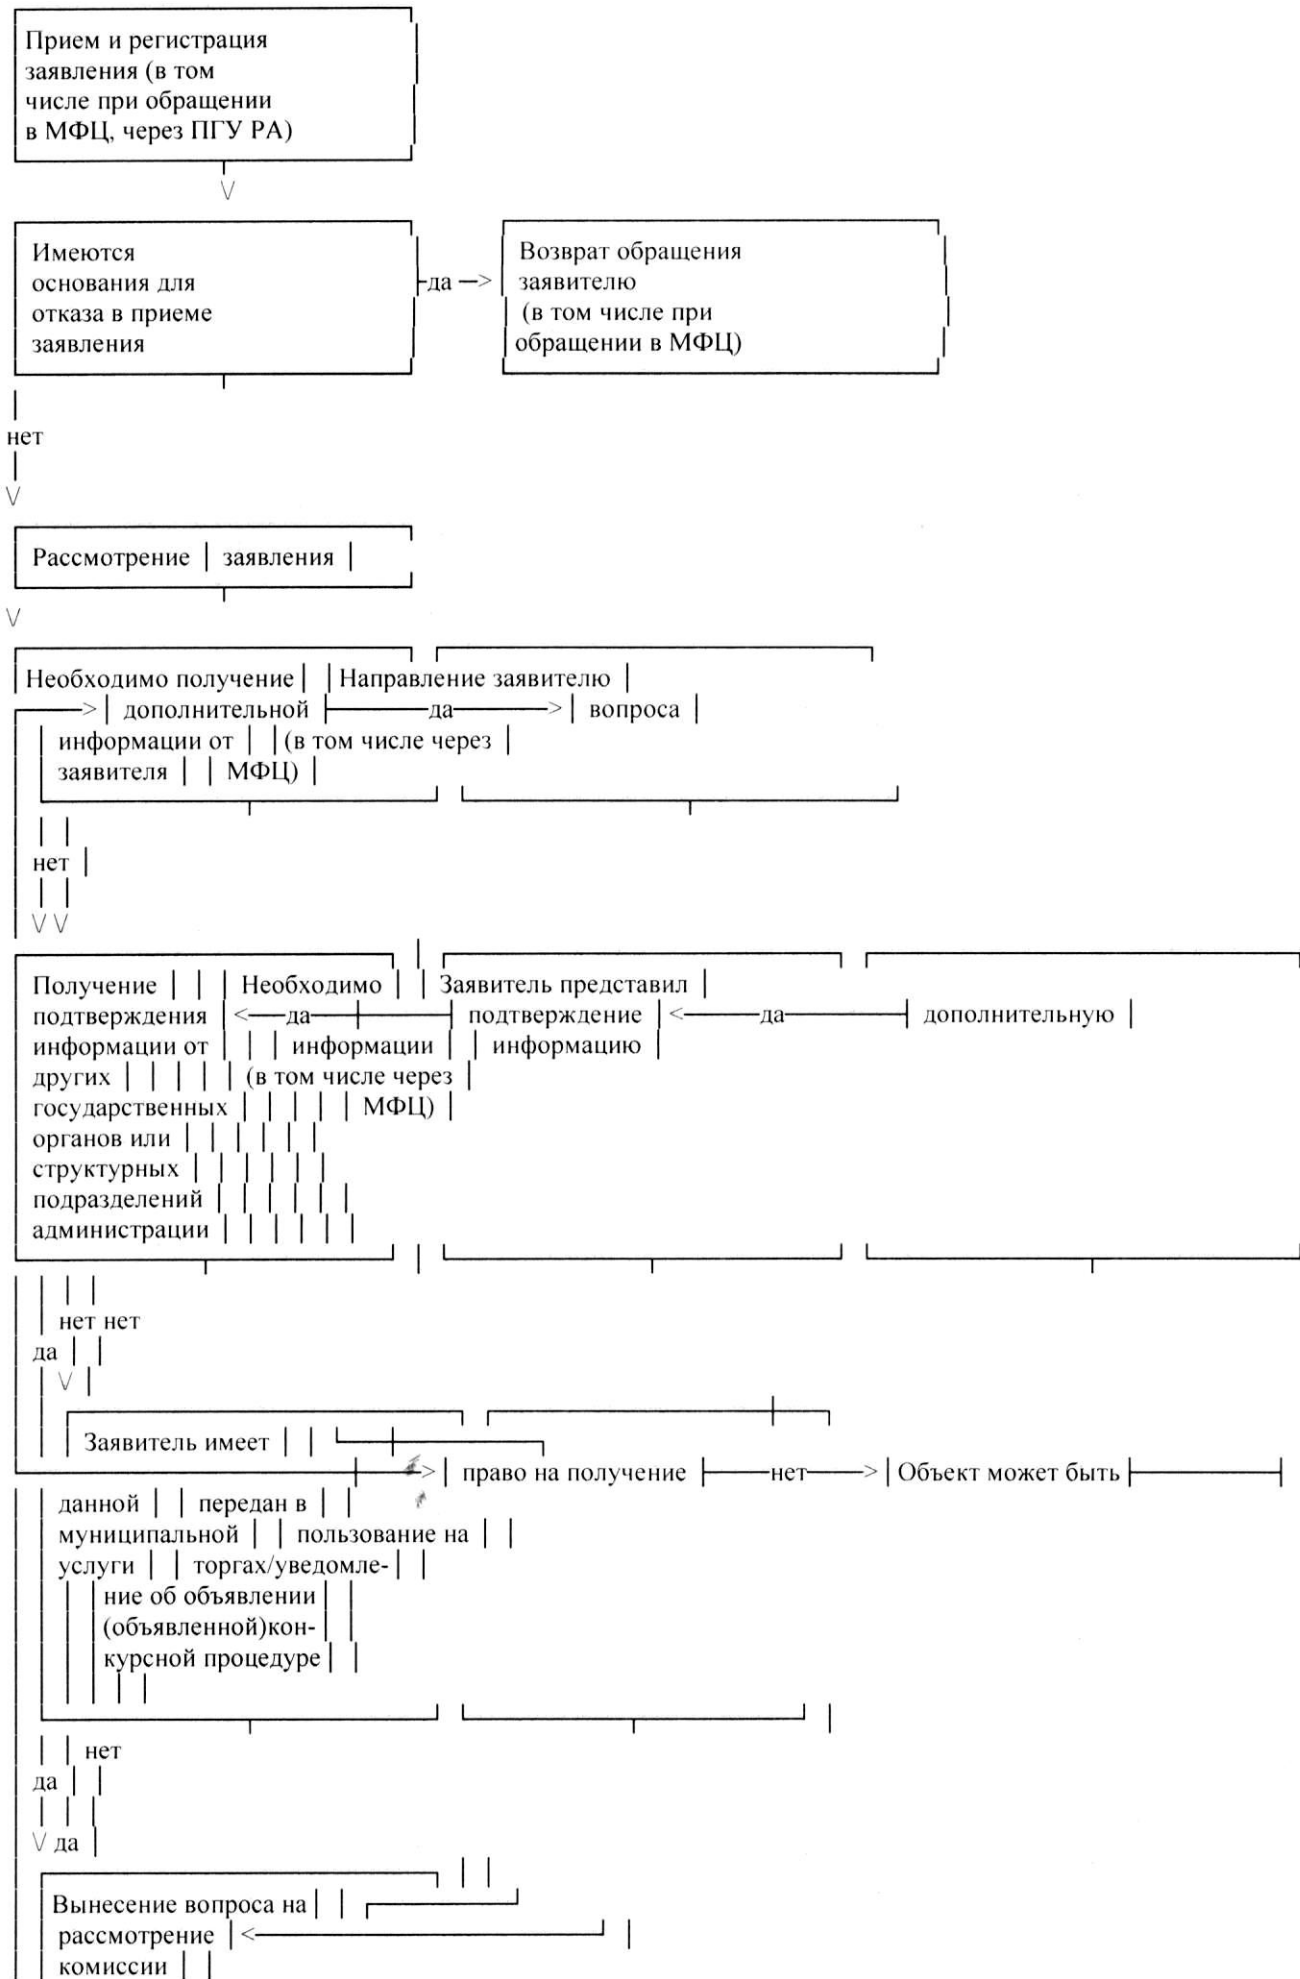 Прием и регистрация
заявления (в том
числе при обращении
в МФЦ, через ПГУ РА)
Имеются
основания для
отказа в приеме
заявления
да
Возврат обращения
заявителю
(в том числе при
обращении в МФЦ)
нет
Рассмотрение | заявления |
Необходимо получение | | Направление заявителю |
> | дополнительной да > | вопроса |
информации от | | (в том числе через |
заявителя | | МФЦ) |
нет |
Получение | | | Необходимо | | Заявитель представил |
подтверждения | < да подтверждение | < да дополнительную |
информации от | | | информации | | информацию |
других | | | | | (в том числе через |
государственных | | | | | МФЦ) |
органов или | | | | | |
структурных | | | | | |
подразделений | | | | | |
администрации | | | | | |
нет нет
да | |
Заявитель имеет | |
> | право на получение нет > | Объект может быть
данной | | передан в | |
муниципальной | | пользование на | |
услуги | | торгах/уведомле- | |
ние об объявлении | |
(объявленной)кон- | |
курсной процедуре | |
| | нет
да | |
да |
Вынесение вопроса на | |
рассмотрение | <
комиссии | |